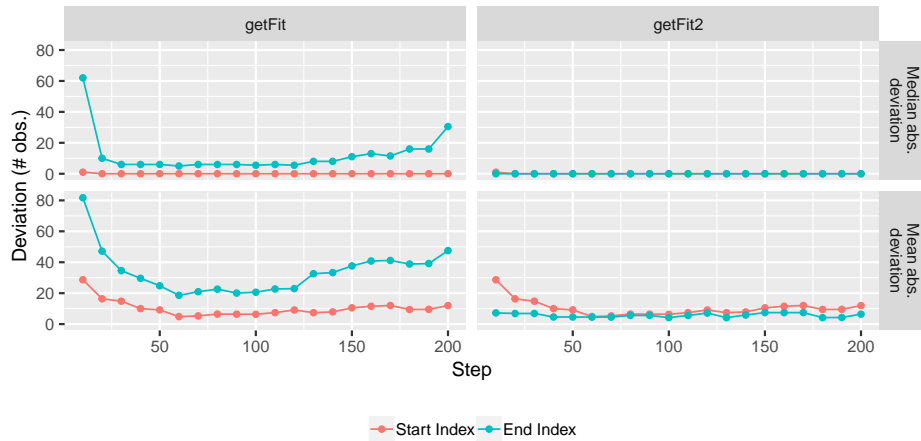 getFit getFit2
Deviation (# obs.)
80
60
40
20
0
Median abs.
deviation
80
60
40
20
0
Mean abs.
deviation
50 100 150 200 50 100 150 200
Step
Start Index End Index